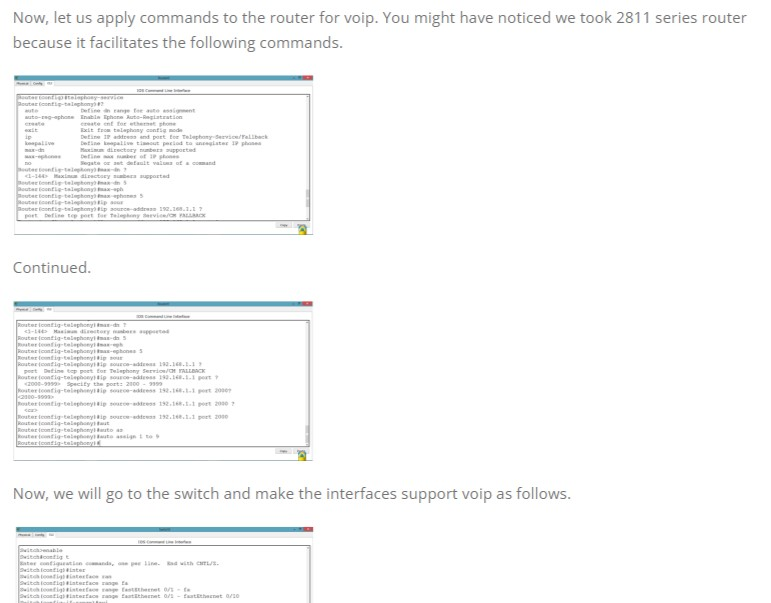 Now, let us apply commands to the router for voip. You might have noticed we took 2811 series router
because it facilitates the following commands.
Physical Config CLI
IOS Command Line Interface
Router(config)#telephony-service
Router(config-telephony)#?
auto Define dn range for auto assignment
auto-reg-ephone Enable Ephone Auto-Registration
create create cnf for ethernet phone
exit Exit from telephony config mode
ip Define IP address and port for Telephony-Service/Fallback
keepalive Define keepalive timeout period to unregister IP phones
max-dn Maximum directory numbers supported
max-ephones Define max number of IP phones
no Negate or set default values of a command
Router(config-telephony)#max-dn ?
<1-144> Maximum directory numbers supported
Router(config-telephony)#max-dn 5
Router(config-telephony)#max-eph
Router(config-telephony)#max-ephones 5
Router(config-telephony)#ip sour
Router(config-telephony)#ip source-address 192.168.1.1 ?
port Define tcp port for Telephony Service/CM FALLBACK
Copy
Continued.
Physical Config CLI
IOS Command Line Interface
Router(config-telephony)#max-dn ?
<1-144> Maximum directory numbers supported
Router(config-telephony)#max-dn 5
Router(config-telephony)#max-eph
Router(config-telephony)#max-ephones 5
Router(config-telephony)#ip sour
Router(config-telephony)#ip source-address 192.168.1.1 ?
port Define tcp port for Telephony Service/CM FALLBACK
Router(config-telephony)#ip source-address 192.168.1.1 port ?
<2000-9999> Specify the port: 2000 - 9999
Router(config-telephony)#ip source-address 192.168.1.1 port 2000?
<2000-9999>
Router(config-telephony)#ip source-address 192.168.1.1 port 2000 ?
<cr>
Router(config-telephony)#ip source-address 192.168.1.1 port 2000
Router(config-telephony)#aut
Router(config-telephony)#auto as
Router(config-telephony)#auto assign 1 to 9
Router(config-telephony)#
Copy
Now, we will go to the switch and make the interfaces support voip as follows.
Physical Config CLI
IOS Command Line Interface
Switch>enable
Switch#config t
Enter configuration commands, one per line. End with CNTL/Z.
Switch(config)#inter
Switch(config)#interface ran
Switch(config)#interface range fa
Switch(config)#interface range fastEthernet 0/1 - fa
Switch(config)#interface range fastEthernet 0/1 - fastEthernet 0/10